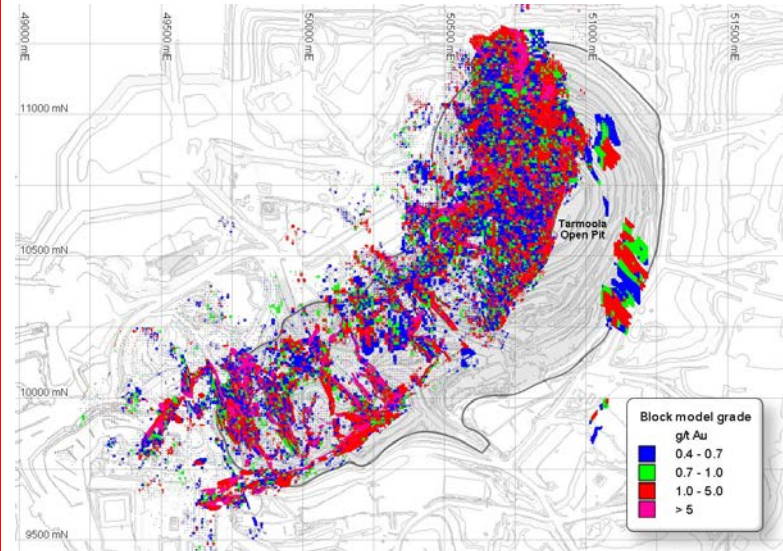 49000 mE
49500 mE
50000 mE
50500 mE
51000 mE
51500 mE
11000 mN
Tarmoola
Open Pit
10500 mN
10000 mN
Block model grade
g/t Au
0.4 - 0.7
0.7 - 1.0
1.0 - 5.0
> 5
9500 mN